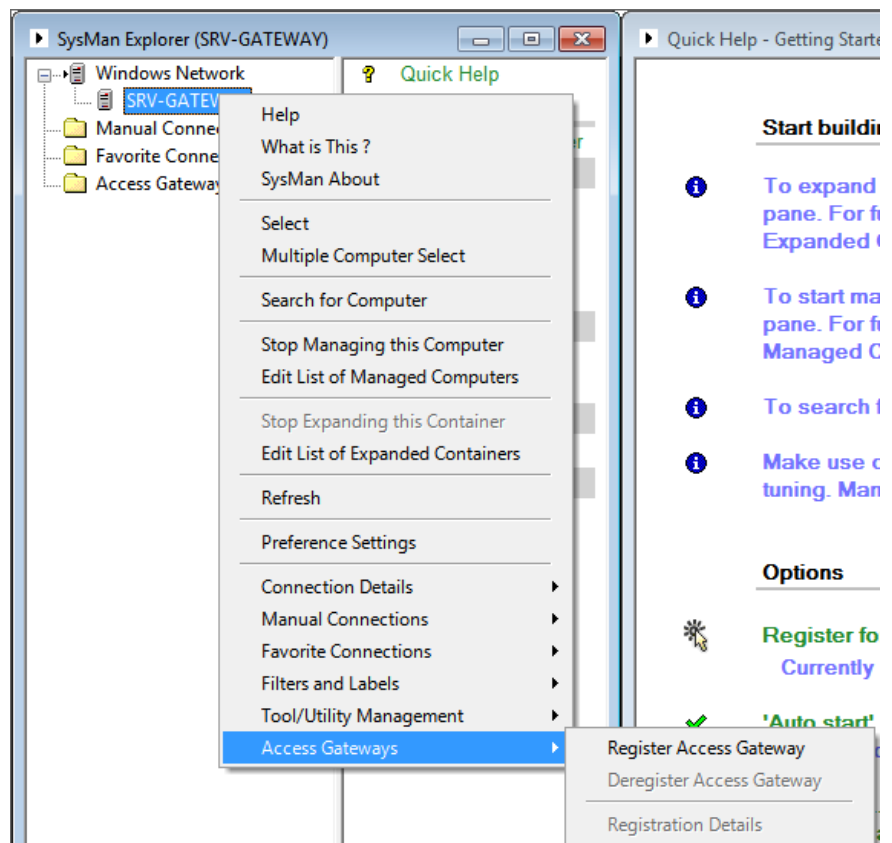 SysMan Explorer (SRV-GATEWAY)
Windows Network
SRV-GATEW
Manual Conne
Favorite Conne
Access Gateway
Quick Help
Help
What is This ?
SysMan About
Select
Multiple Computer Select
Search for Computer
Stop Managing this Computer
Edit List of Managed Computers
Stop Expanding this Container
Edit List of Expanded Containers
Refresh
Preference Settings
Connection Details
Manual Connections
Favorite Connections
Filters and Labels
Tool/Utility Management
Access Gateways
Register Access Gateway
Deregister Access Gateway
Registration Details
Quick Help - Getting Starte
Start buildi
To expand
pane. For f
Expanded
To start ma
pane. For f
Managed C
To search f
Make use o
tuning. Man
Options
Register fo
Currently
'Auto start'